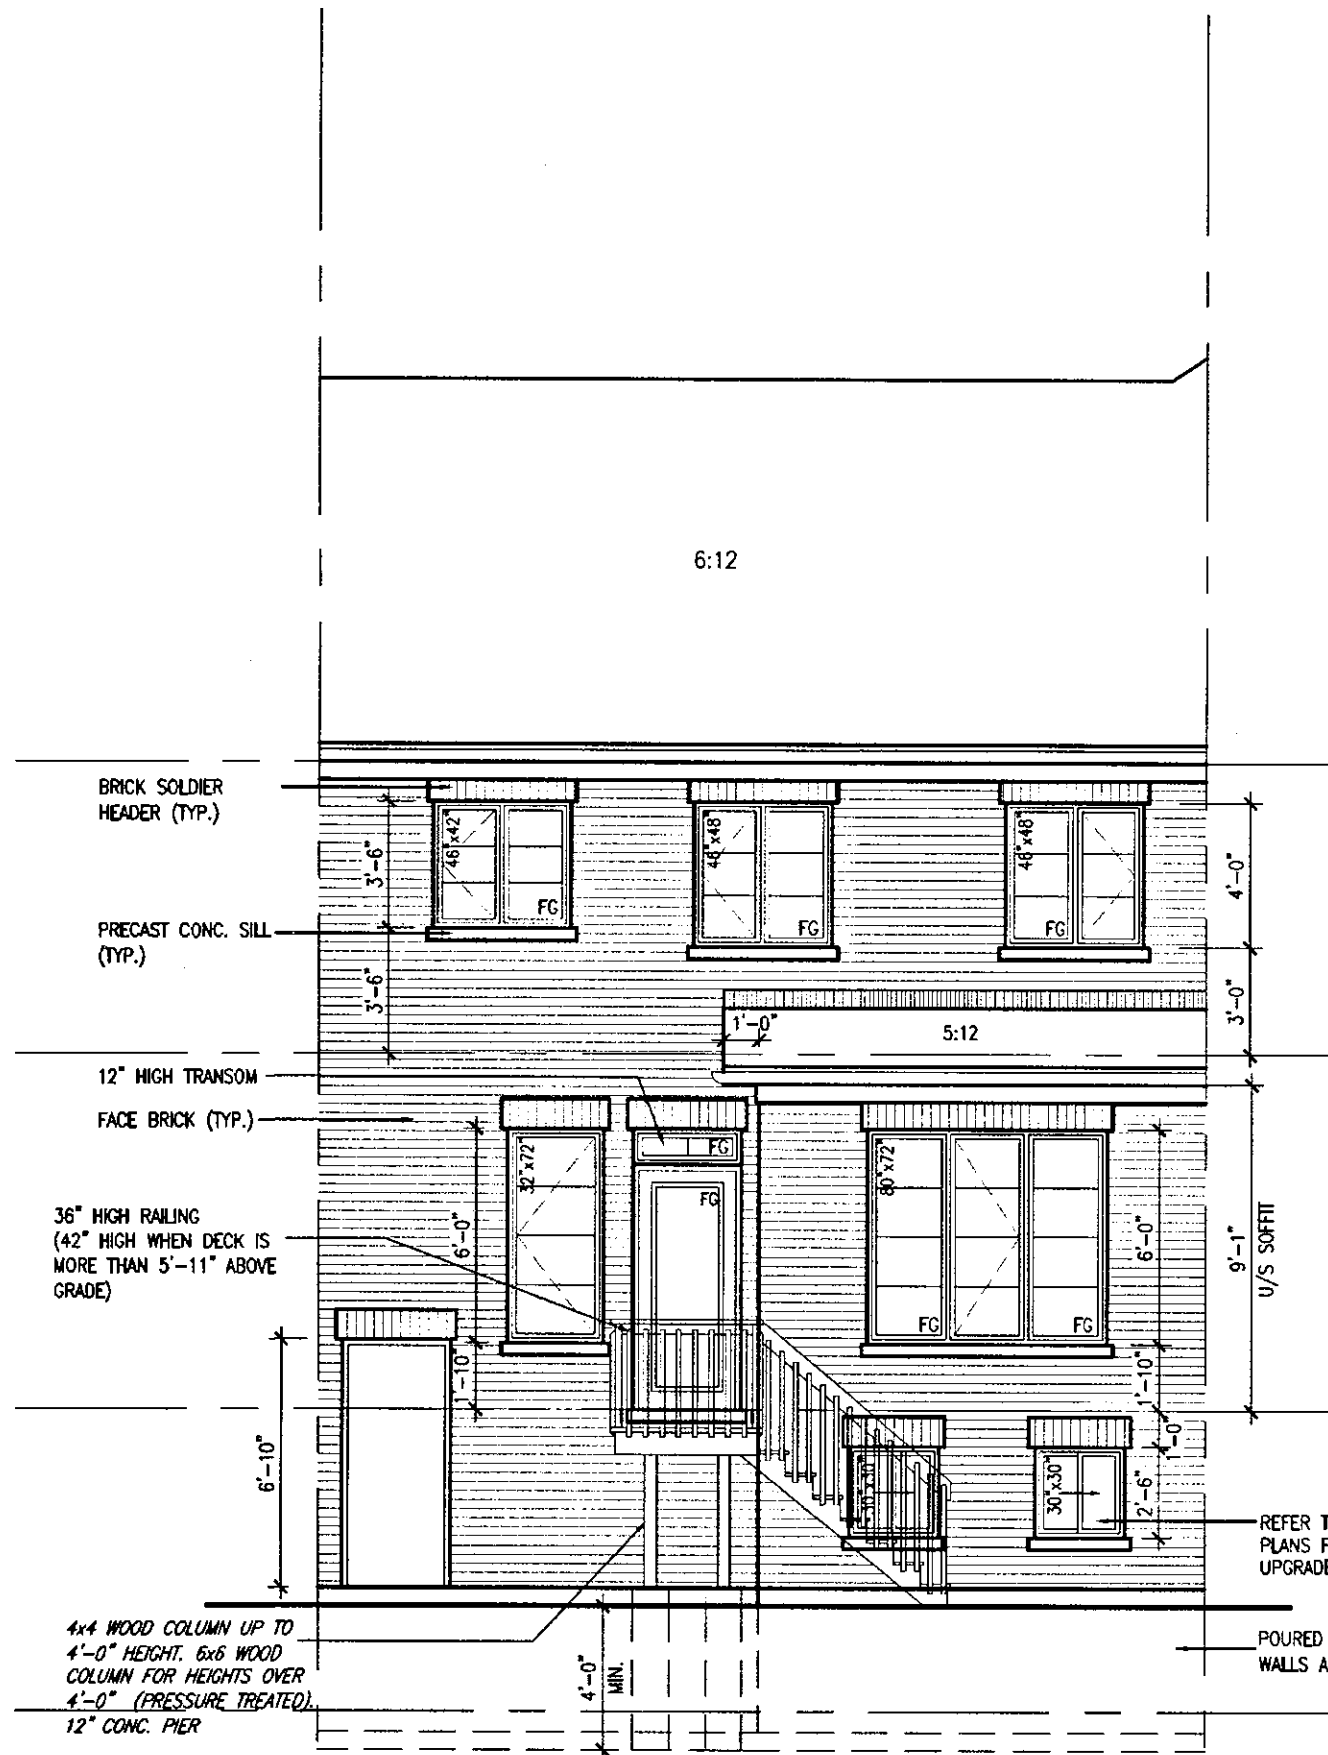 6:12
BRICK SOLDIER
HEADER (TYP.)
46"x42"
FG
46"x48"
FG
46"x48"
FG
3'-6"
4'-0"
PRECAST CONC. SILL
(TYP.)
3'-6"
3'-0"
1'-0"
5:12
12" HIGH TRANSOM
FACE BRICK (TYP.)
FG
32"x72"
FG
80"x72"
FG
FG
6'-0"
6'-0"
9'-1"
U/S SOFFIT
36" HIGH RAILING
(42" HIGH WHEN DECK IS
MORE THAN 5'-11" ABOVE
GRADE)
1'-10"
1'-10"
1'-0"
6'-10"
30"x30"
30"x30"
2'-6"
REFER T
PLANS F
UPGRADE
4x4 WOOD COLUMN UP TO
4'-0" HEIGHT. 6x6 WOOD
COLUMN FOR HEIGHTS OVER
4'-0" (PRESSURE TREATED).
12" CONC. PIER
4'-0"
MIN.
POURED
WALLS A